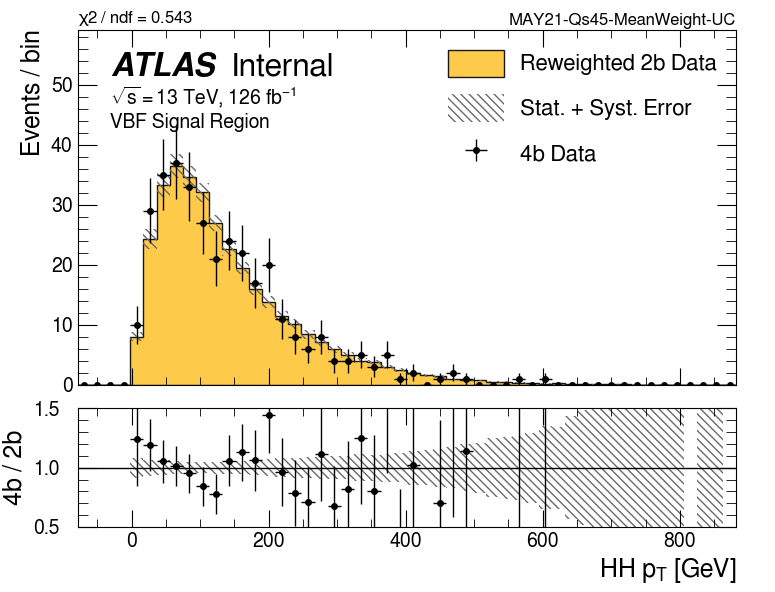 χ2 / ndf = 0.543
MAY21-Qs45-MeanWeight-UC
Events / bin
ATLAS Internal
√s = 13 TeV, 126 fb⁻¹
VBF Signal Region
Reweighted 2b Data
Stat. + Syst. Error
4b Data
50
40
30
20
10
0
4b / 2b
1.5
1.0
0.5
0 200 400 600 800
HH pT [GeV]